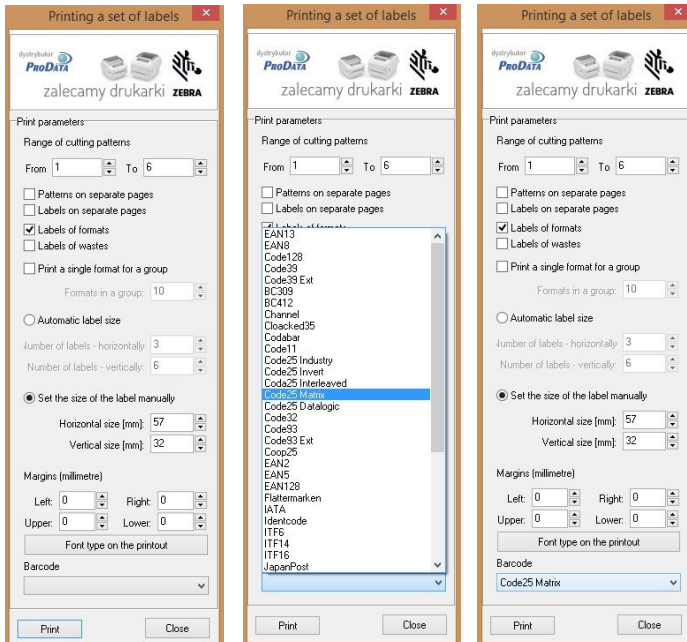 Printing a set of labels
dystrybutor
PRODATA
zalecamy drukarki ZEBRA
Print parameters
Range of cutting patterns
From 1 To 6
Patterns on separate pages
Labels on separate pages
Labels of formats
Labels of wastes
Print a single format for a group
Formats in a group: 10
Automatic label size
Number of labels - horizontally 3
Number of labels - vertically: 6
Set the size of the label manually
Horizontal size [mm]: 57
Vertical size [mm]: 32
Margins (millimetre)
Left: 0 Right: 0
Upper: 0 Lower: 0
Font type on the printout
Barcode
Print Close
Printing a set of labels
dystrybutor
PRODATA
zalecamy drukarki ZEBRA
Print parameters
Range of cutting patterns
From 1 To 6
Patterns on separate pages
Labels on separate pages
Labels of formats
EAN13
EAN8
Code128
Code39
Code39 Ext
BC309
BC412
Channel
Cloacked35
Codabar
Code11
Code25 Industry
Code25 Invert
Coda25 Interleaved
Code25 Matrix
Code25 Datalogic
Code32
Code93
Code93 Ext
Coop25
EAN2
EAN5
EAN128
Flattermarken
IATA
Identcode
ITF6
ITF14
ITF16
JapanPost
Print Close
Printing a set of labels
dystrybutor
PRODATA
zalecamy drukarki ZEBRA
Print parameters
Range of cutting patterns
From 1 To 6
Patterns on separate pages
Labels on separate pages
Labels of formats
Labels of wastes
Print a single format for a group
Formats in a group: 10
Automatic label size
Number of labels - horizontally 3
Number of labels - vertically: 6
Set the size of the label manually
Horizontal size [mm]: 57
Vertical size [mm]: 32
Margins (millimetre)
Left: 0 Right: 0
Upper: 0 Lower: 0
Font type on the printout
Barcode
Code25 Matrix
Print Close